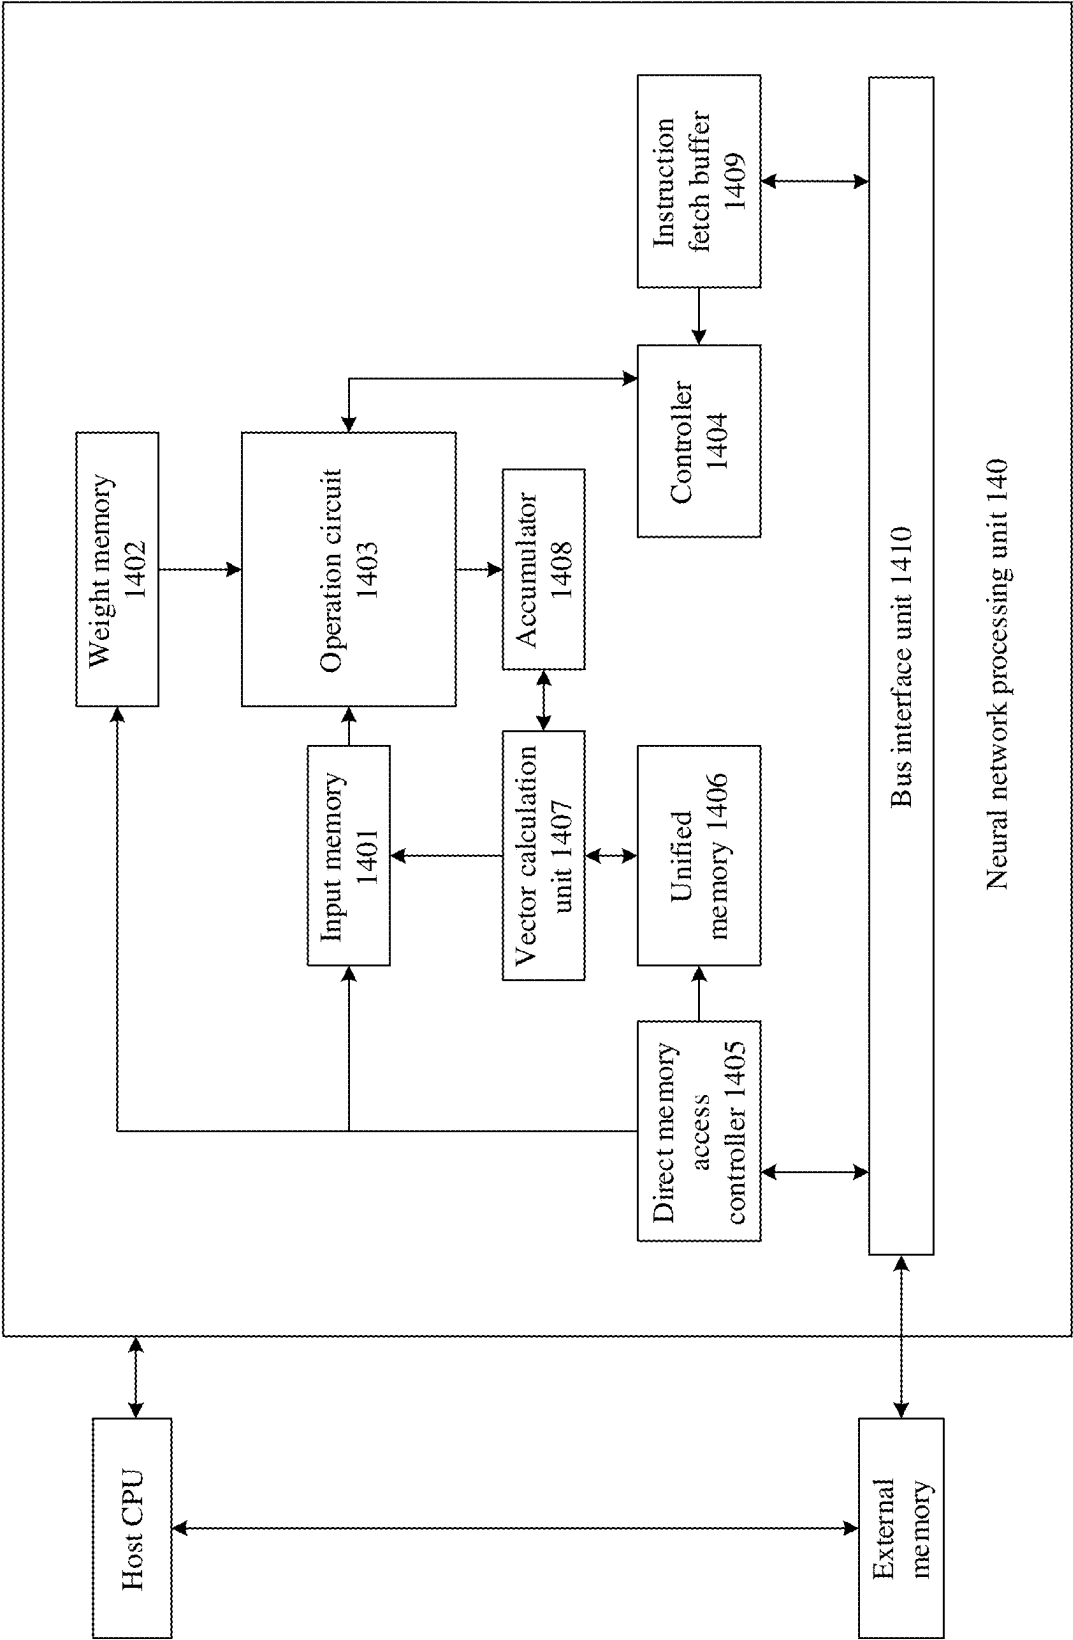 Host CPU
External
memory
Weight memory
1402
Input memory
1401
Operation circuit
1403
Vector calculation
unit 1407
Accumulator
1408
Direct memory
access
controller 1405
Unified
memory 1406
Controller
1404
Instruction
fetch buffer
1409
Bus interface unit 1410
Neural network processing unit 140